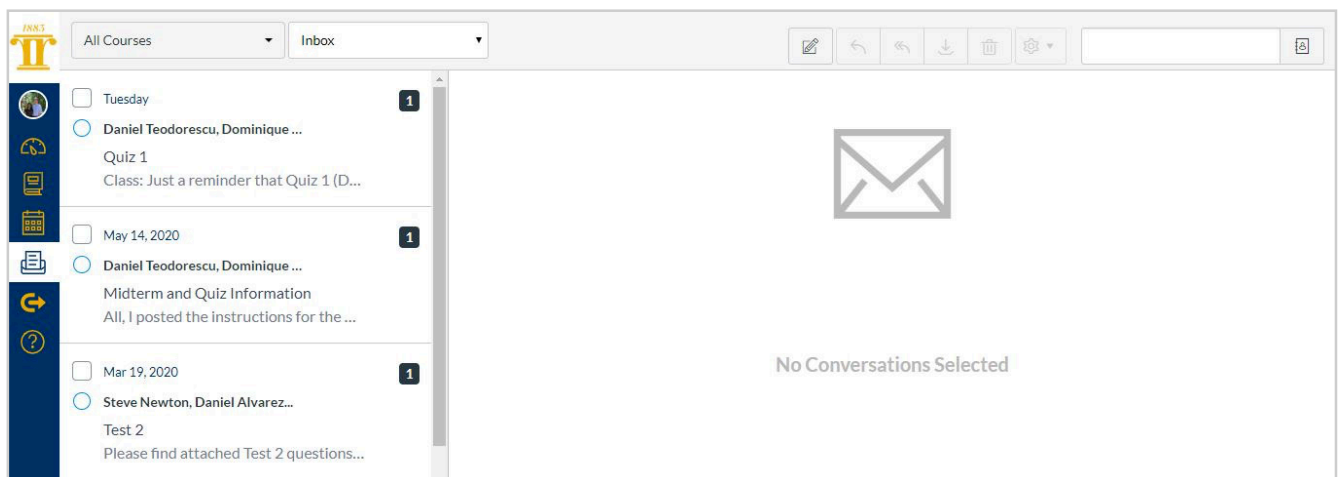 1885
All Courses
Inbox
Tuesday
1
Daniel Teodorescu, Dominique ...
Quiz 1
Class: Just a reminder that Quiz 1 (D...
May 14, 2020
1
Daniel Teodorescu, Dominique ...
Midterm and Quiz Information
All, I posted the instructions for the ...
Mar 19, 2020
1
Steve Newton, Daniel Alvarez...
Test 2
Please find attached Test 2 questions...
No Conversations Selected